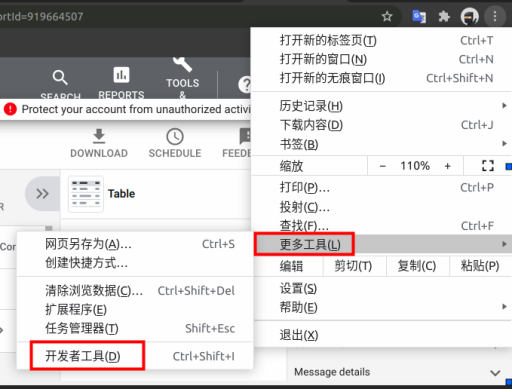 ortId=919664507
打开新的标签页(T) Ctrl+T
打开新的窗口(N) Ctrl+N
打开新的无痕窗口(I) Ctrl+Shift+N
SEARCH REPORTS TOOLS &
历史记录(H)
下载内容(D) Ctrl+J
书签(B)
Protect your account from unauthorized activi
DOWNLOAD SCHEDULE FEEDB
缩放 − 110% +
打印(P)... Ctrl+P
投射(C)...
查找(F)... Ctrl+F
更多工具(L)
编辑 剪切(T) 复制(C) 粘贴(P)
设置(S)
帮助(E)
退出(X)
R
Table
Con
网页另存为(A)... Ctrl+S
创建快捷方式...
清除浏览数据(C)... Ctrl+Shift+Del
扩展程序(E)
任务管理器(T) Shift+Esc
开发者工具(D) Ctrl+Shift+I
Message details